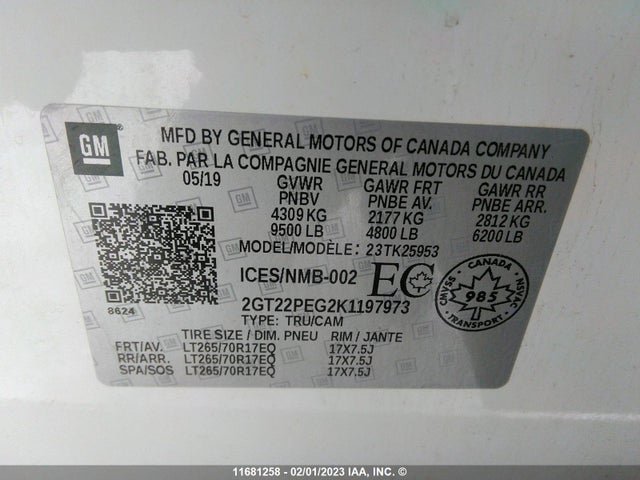 GM
MFD BY GENERAL MOTORS OF CANADA COMPANY
FAB. PAR LA COMPAGNIE GENERAL MOTORS DU CANADA
05/19 GVWR GAWR FRT GAWR RR
PNBV PNBE AV. PNBE ARR.
4309 KG 2177 KG 2812 KG
9500 LB 4800 LB 6200 LB
MODEL/MODÈLE: 23TK25953
ICES/NMB-002 EC
CANADA
CMVSS 985 NSVAC
2GT22PEG2K1197973
8624
TYPE: TRU/CAM
TIRE SIZE / DIM. PNEU RIM / JANTE
FRT/AV. LT265/70R17EQ 17X7.5J
RR/ARR. LT265/70R17EQ 17X7.5J
SPA/SOS LT265/70R17EQ 17X7.5J
11681258 - 02/01/2023 IAA, INC. ©